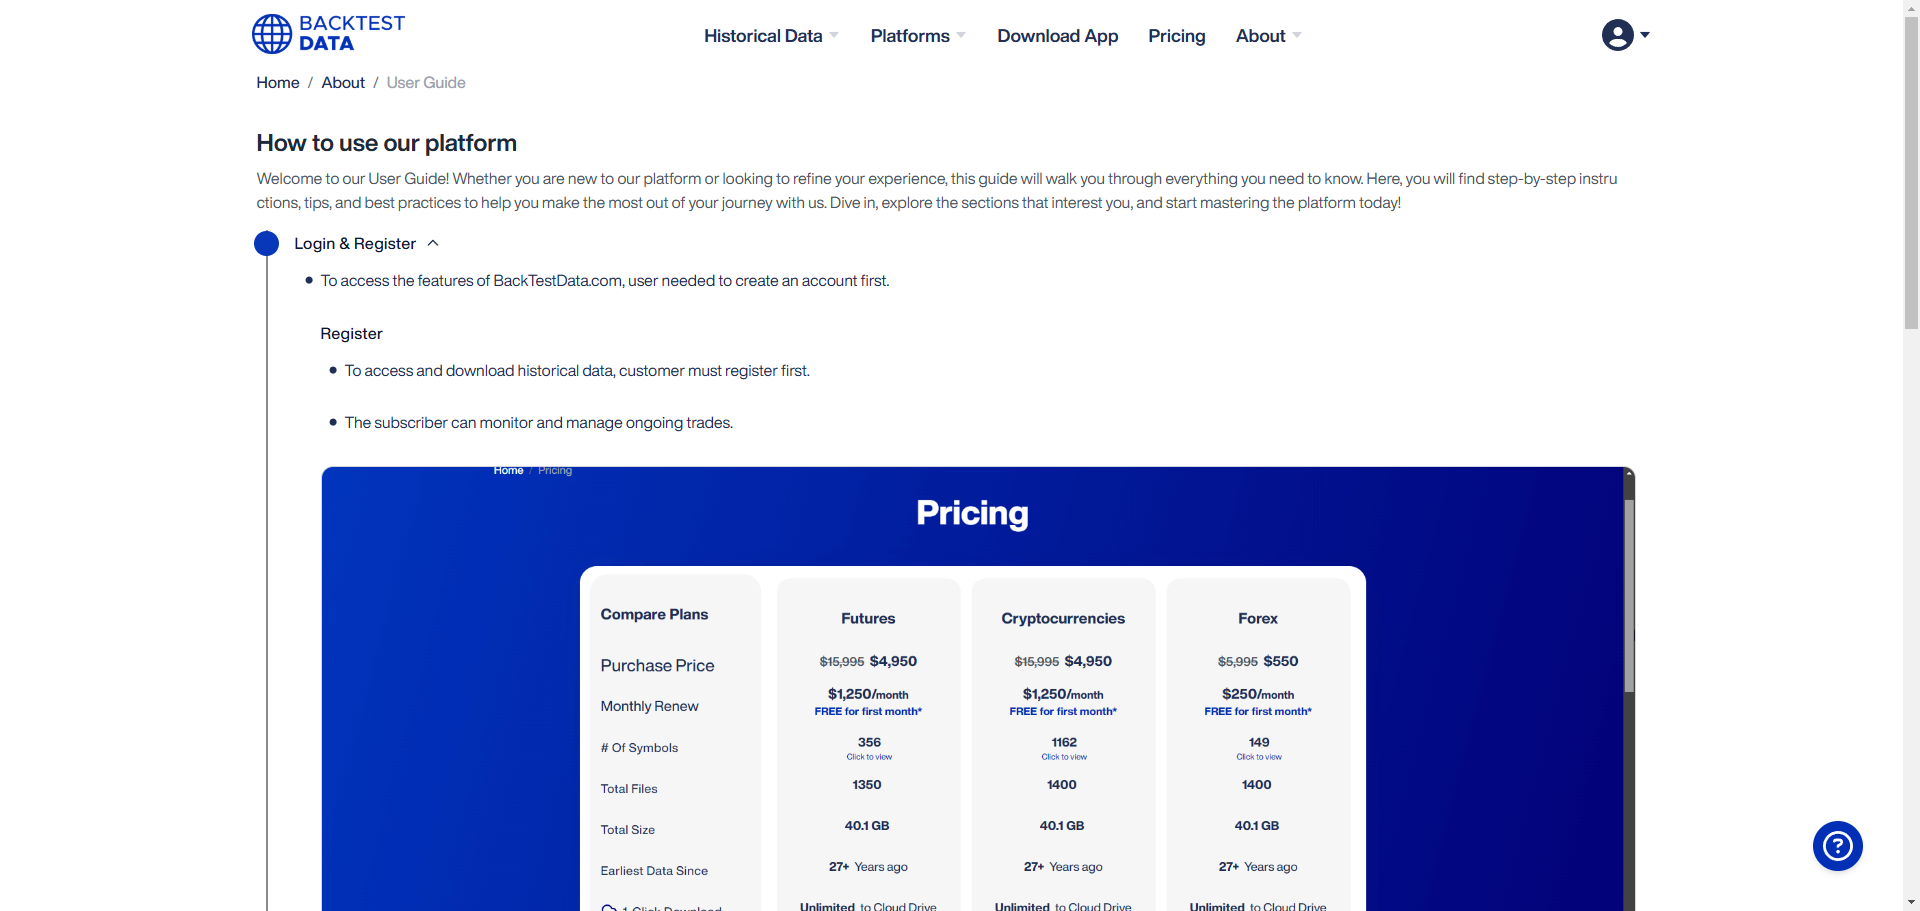 BACKTEST
DATA
Historical Data
Platforms
Download App
Pricing
About
Home / About / User Guide
How to use our platform
Welcome to our User Guide! Whether you are new to our platform or looking to refine your experience, this guide will walk you through everything you need to know. Here, you will find step-by-step instru
ctions, tips, and best practices to help you make the most out of your journey with us. Dive in, explore the sections that interest you, and start mastering the platform today!
Login & Register
To access the features of BackTestData.com, user needed to create an account first.
Register
To access and download historical data, customer must register first.
The subscriber can monitor and manage ongoing trades.
Home / Pricing
Pricing
Compare Plans
Futures
Cryptocurrencies
Forex
Purchase Price
$15,995 $4,950
$15,995 $4,950
$5,995 $550
Monthly Renew
$1,250/month
FREE for first month*
$1,250/month
FREE for first month*
$250/month
FREE for first month*
# Of Symbols
356
Click to view
1162
Click to view
149
Click to view
Total Files
1350
1400
1400
Total Size
40.1 GB
40.1 GB
40.1 GB
Earliest Data Since
27+ Years ago
27+ Years ago
27+ Years ago
1-Click Download
Unlimited to Cloud Drive
Unlimited to Cloud Drive
Unlimited to Cloud Drive
?